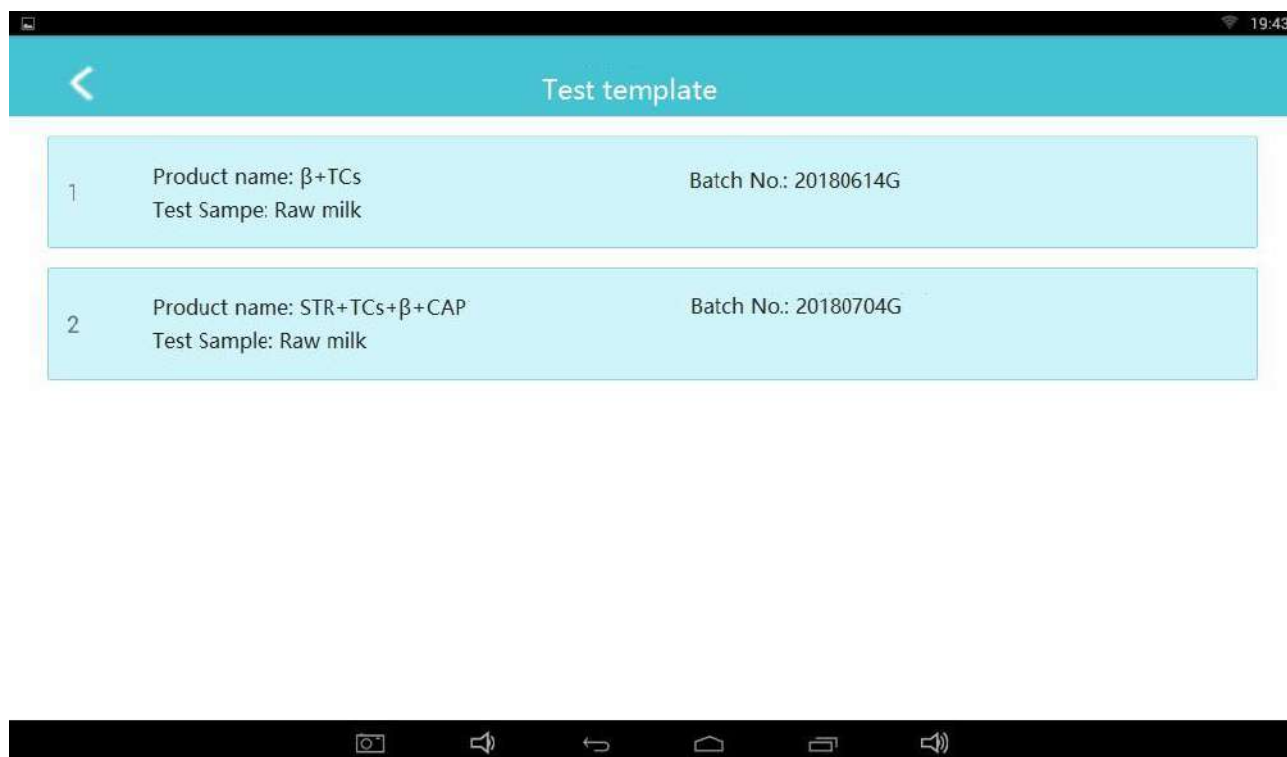 19:43
Test template
1
Product name: β+TCs
Batch No.: 20180614G
Test Sampe: Raw milk
2
Product name: STR+TCs+β+CAP
Batch No.: 20180704G
Test Sample: Raw milk